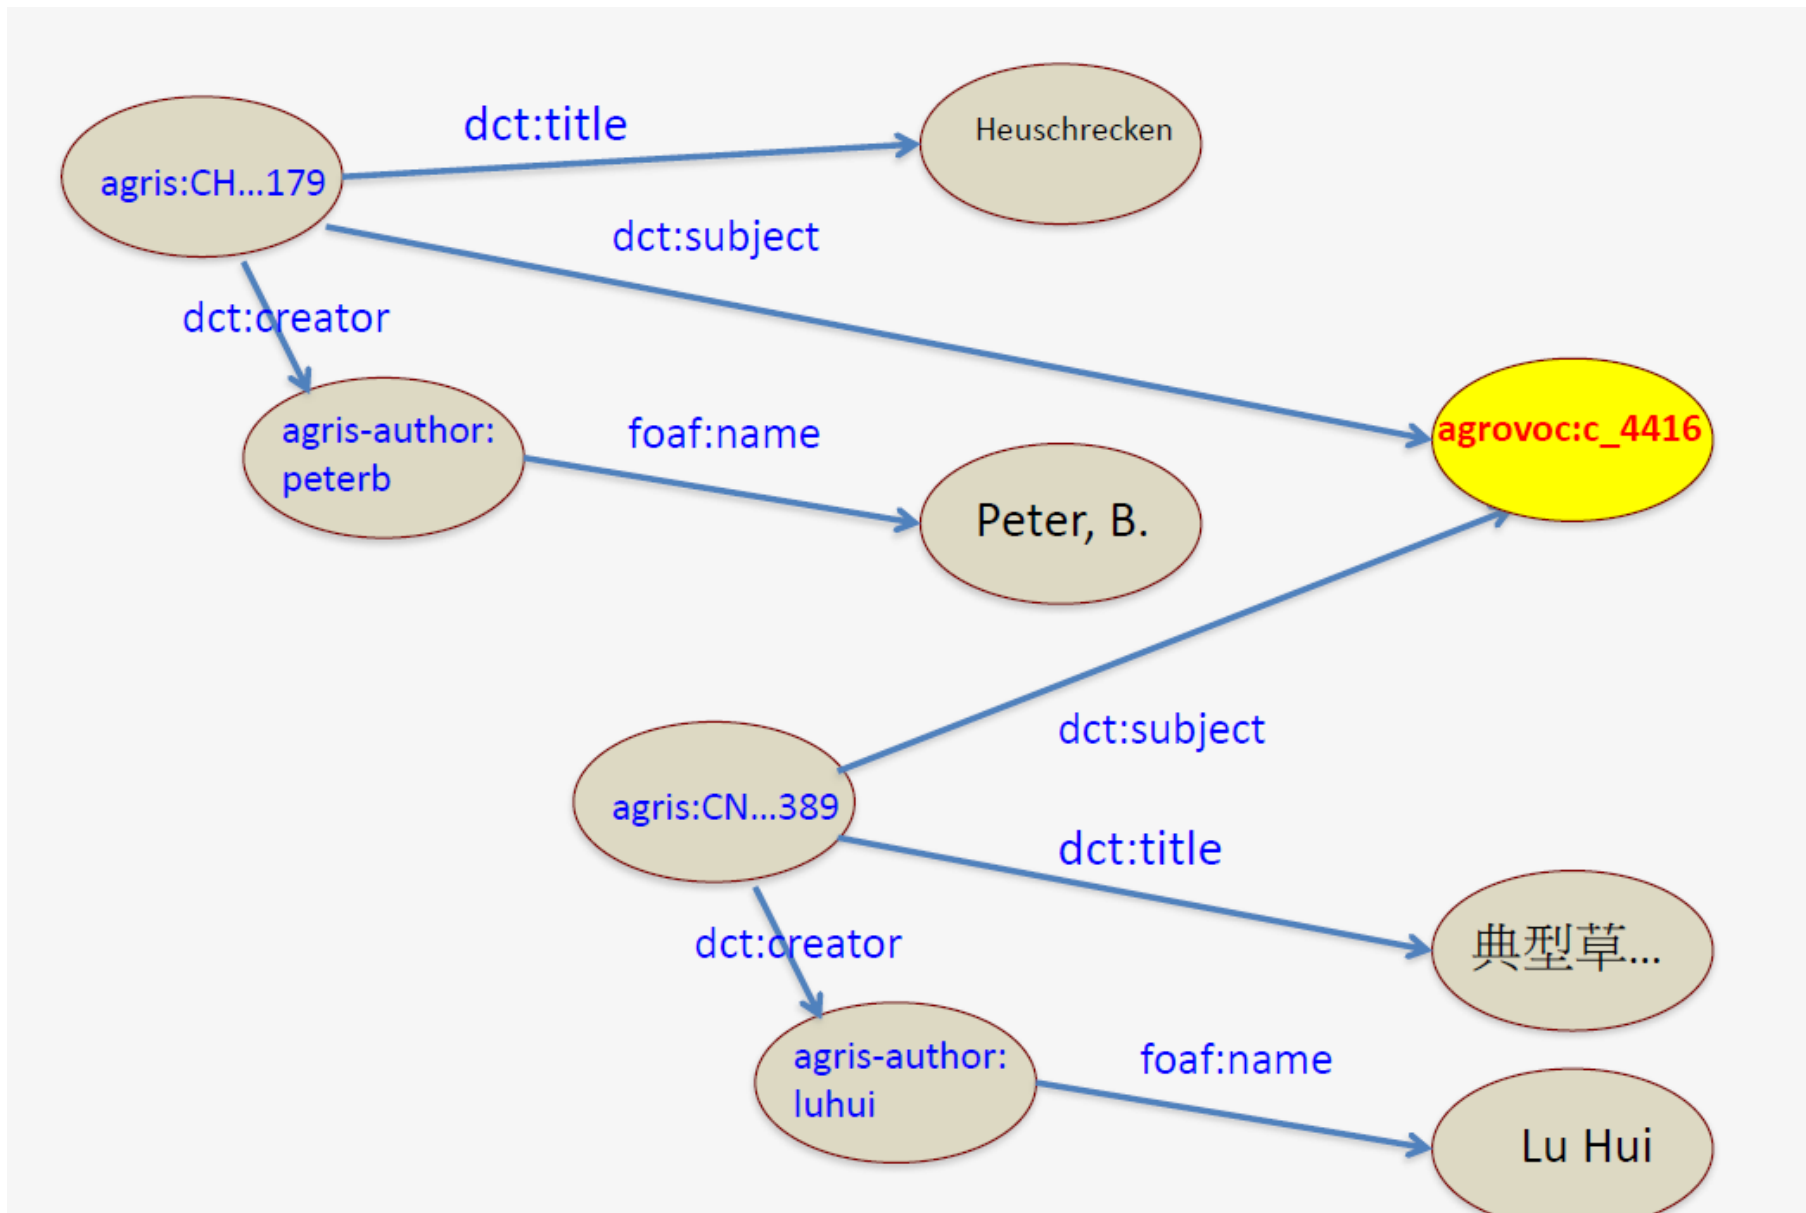 dct:title
Heuschrecken
agris:CH...179
dct:subject
dct:creator
agris-author:
peterb
foaf:name
agrovoc:c_4416
Peter, B.
dct:subject
agris:CN...389
dct:title
典型草...
dct:creator
agris-author:
luhui
foaf:name
Lu Hui